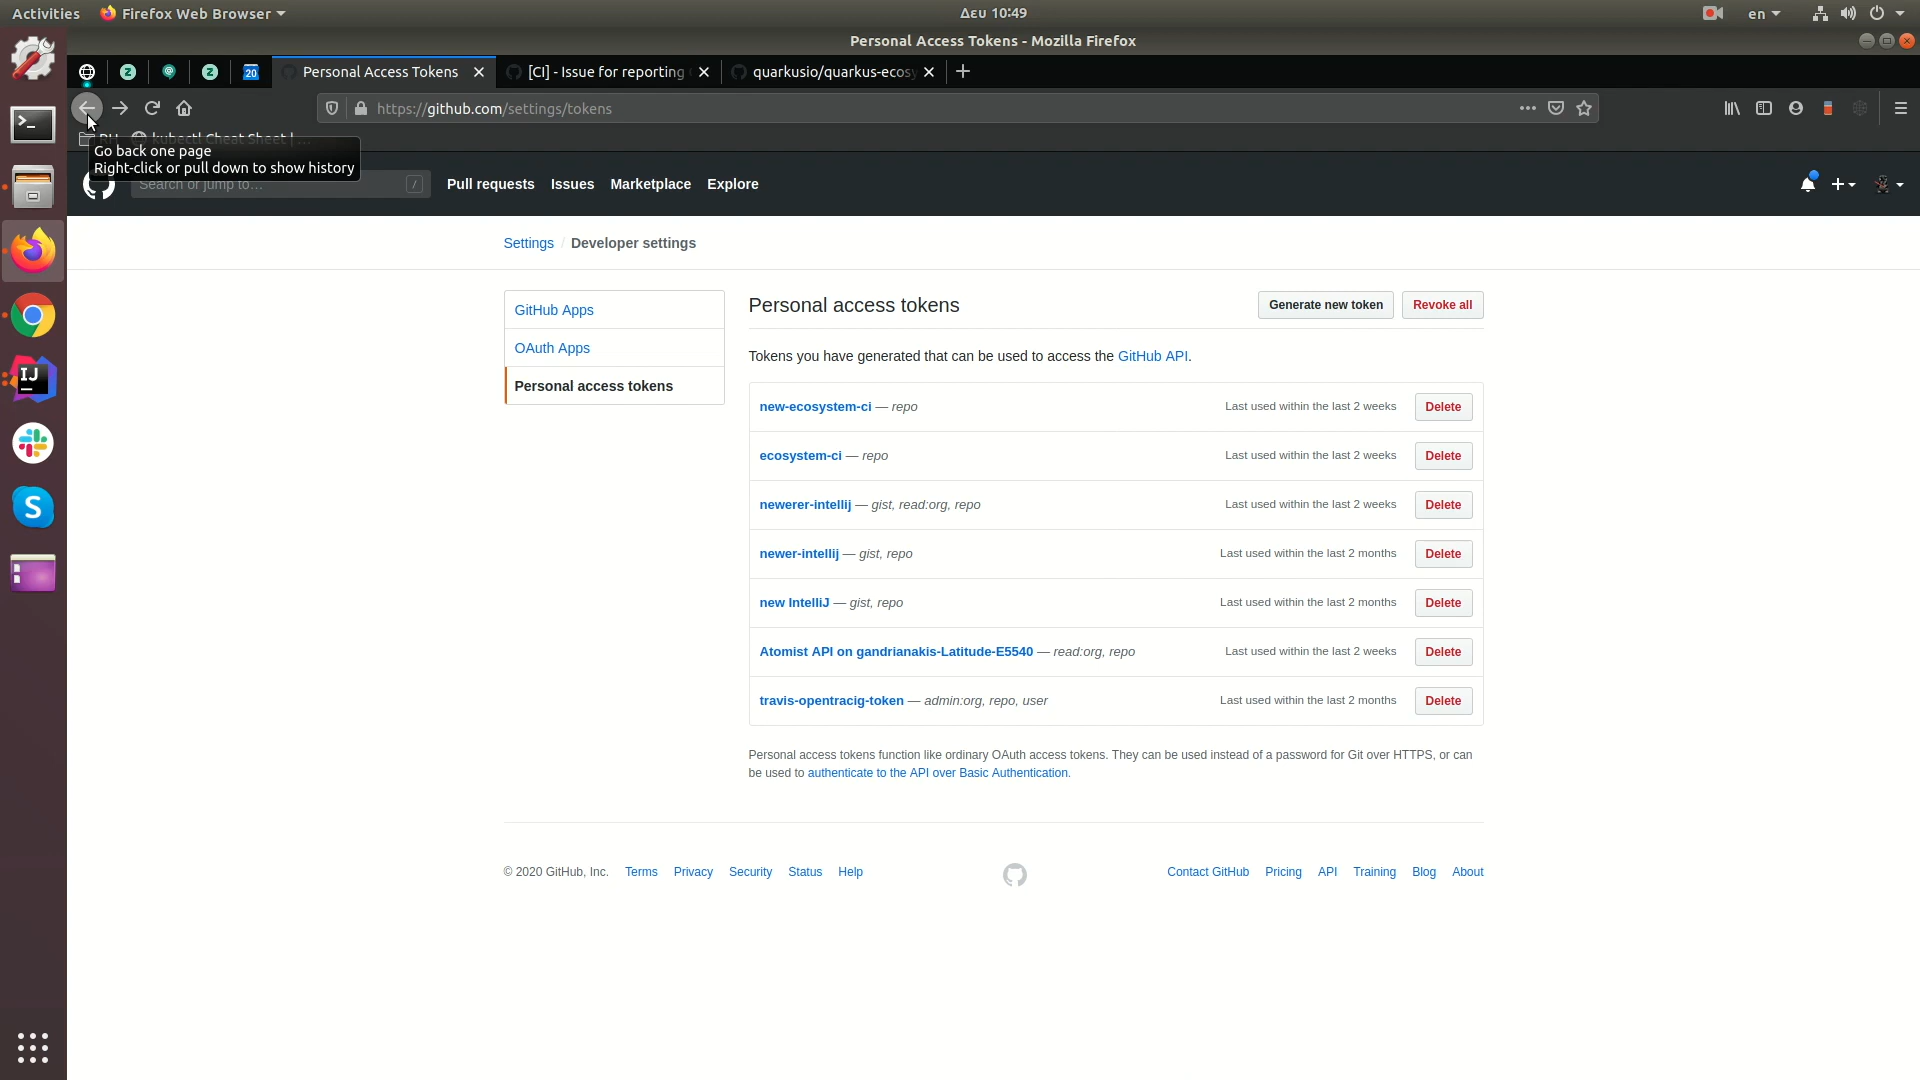 Activities Firefox Web Browser Δευ 10:49 en
Personal Access Tokens - Mozilla Firefox
20 Personal Access Tokens [CI] - Issue for reporting quarkusio/quarkus-ecosy
https://github.com/settings/tokens
kubectl Cheat Sheet | ...
Go back one page
Right-click or pull down to show history
Search or jump to... / Pull requests Issues Marketplace Explore
Settings / Developer settings
GitHub Apps
OAuth Apps
Personal access tokens
Personal access tokens Generate new token Revoke all
Tokens you have generated that can be used to access the GitHub API.
new-ecosystem-ci — repo Last used within the last 2 weeks Delete
ecosystem-ci — repo Last used within the last 2 weeks Delete
newerer-intellij — gist, read:org, repo Last used within the last 2 weeks Delete
newer-intellij — gist, repo Last used within the last 2 months Delete
new IntelliJ — gist, repo Last used within the last 2 months Delete
Atomist API on gandrianakis-Latitude-E5540 — read:org, repo Last used within the last 2 weeks Delete
travis-opentracig-token — admin:org, repo, user Last used within the last 2 months Delete
Personal access tokens function like ordinary OAuth access tokens. They can be used instead of a password for Git over HTTPS, or can
be used to authenticate to the API over Basic Authentication.
© 2020 GitHub, Inc. Terms Privacy Security Status Help Contact GitHub Pricing API Training Blog About